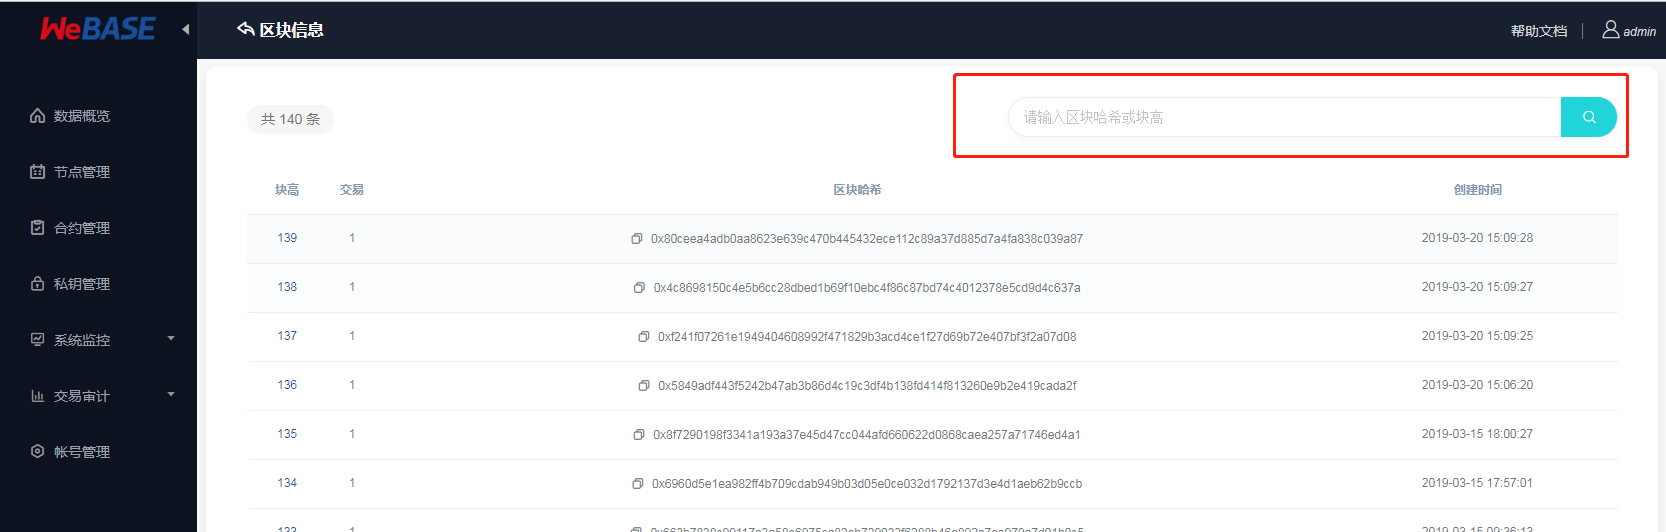 WeBASE
区块信息
帮助文档
admin
数据概览
节点管理
合约管理
私钥管理
系统监控
交易审计
帐号管理
共 140 条
请输入区块哈希或块高
块高 交易 区块哈希 创建时间
139 1 0x80ceea4adb0aa8623e639c470b445432ece112c89a37d885d7a4fa838c039a87 2019-03-20 15:09:28
138 1 0x4c8698150c4e5b6cc28dbed1b69f10ebc4f86c87bd74c4012378e5cd9d4c637a 2019-03-20 15:09:27
137 1 0xf241f07261e1949404608992f471829b3acd4ce1f27d69b72e407bf3f2a07d08 2019-03-20 15:09:25
136 1 0x5849adf443f5242b47ab3b86d4c19c3df4b138fd414f813260e9b2e419cada2f 2019-03-20 15:06:20
135 1 0x8f7290198f3341a193a37e45d47cc044afd660622d0868caea257a71746ed4a1 2019-03-15 18:00:27
134 1 0x6960d5e1ea982ff4b709cdab949b03d05e0ce032d1792137d3e4d1aeb62b9ccb 2019-03-15 17:57:01